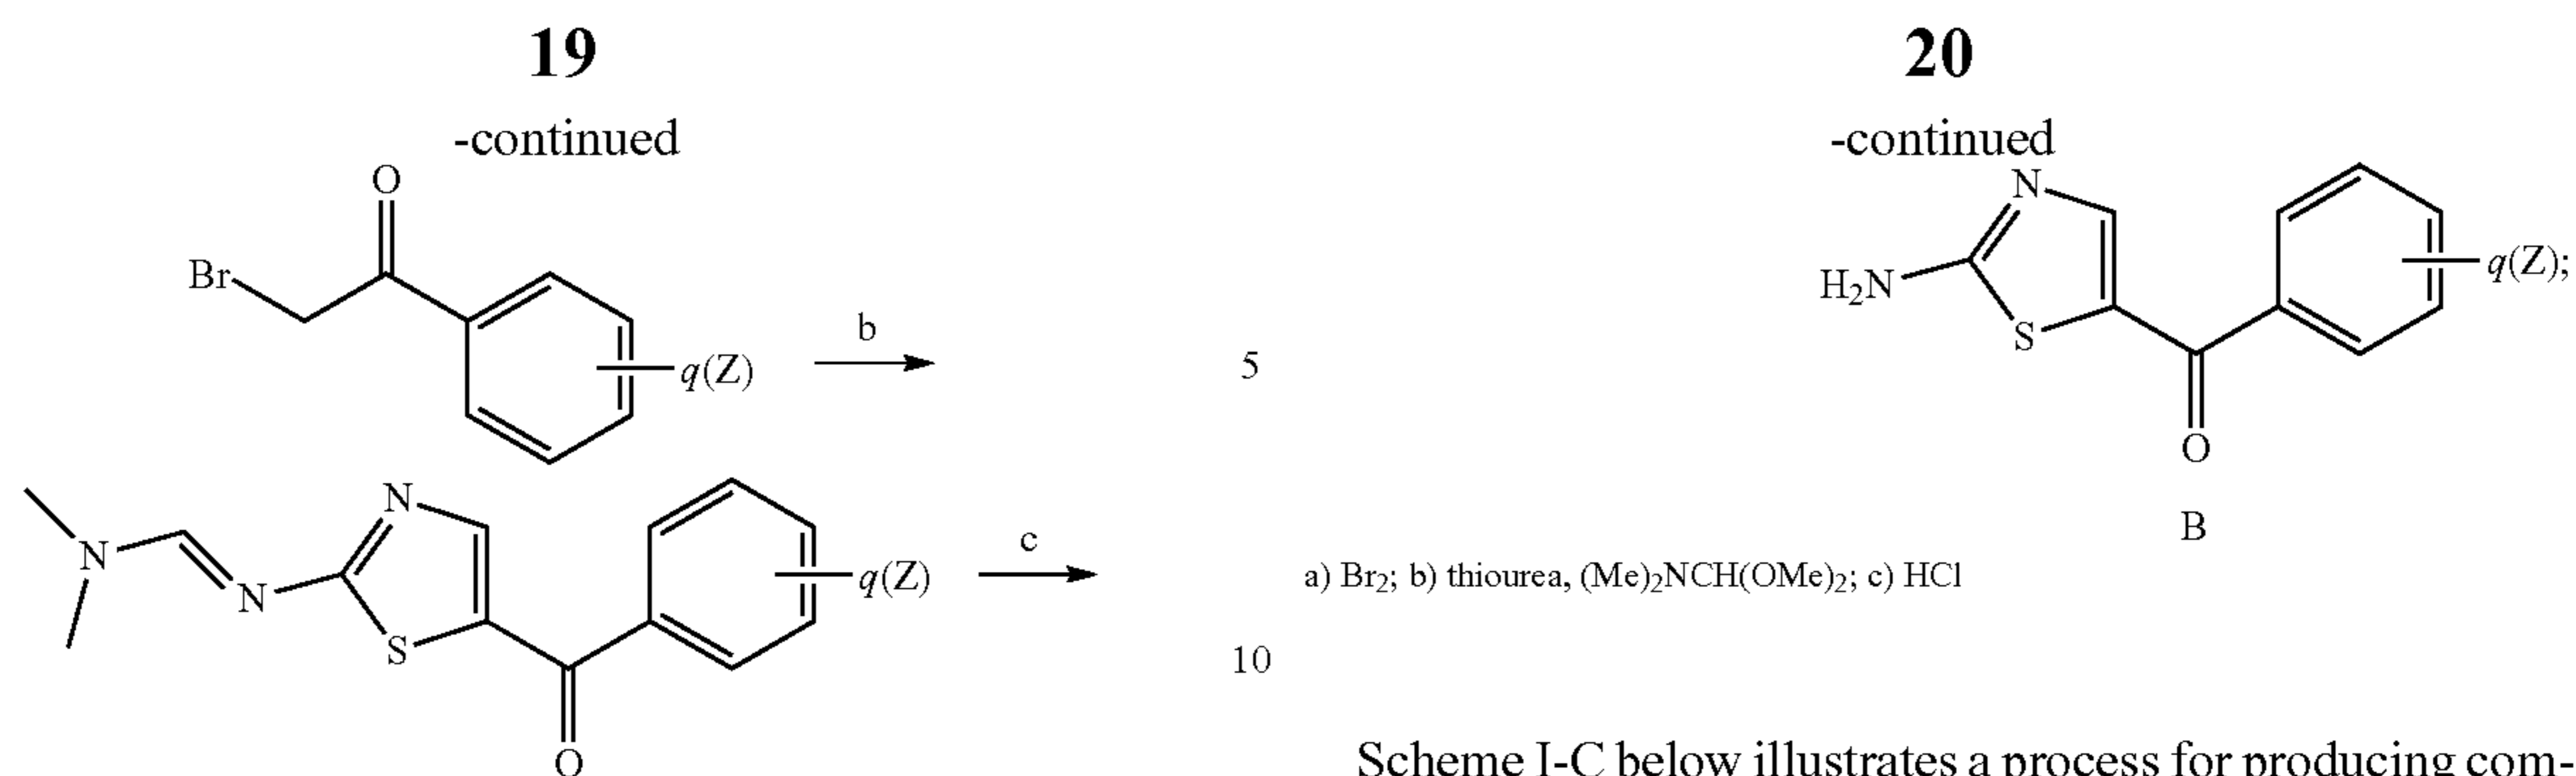 19
-continued
O
Br
q(Z)
b
N
N
N
S
O
q(Z)
c
5
10
20
-continued
N
H₂N
S
O
q(Z);
B
a) Br₂; b) thiourea, (Me)₂NCH(OMe)₂; c) HCl
Scheme I-C below illustrates a process for producing com-